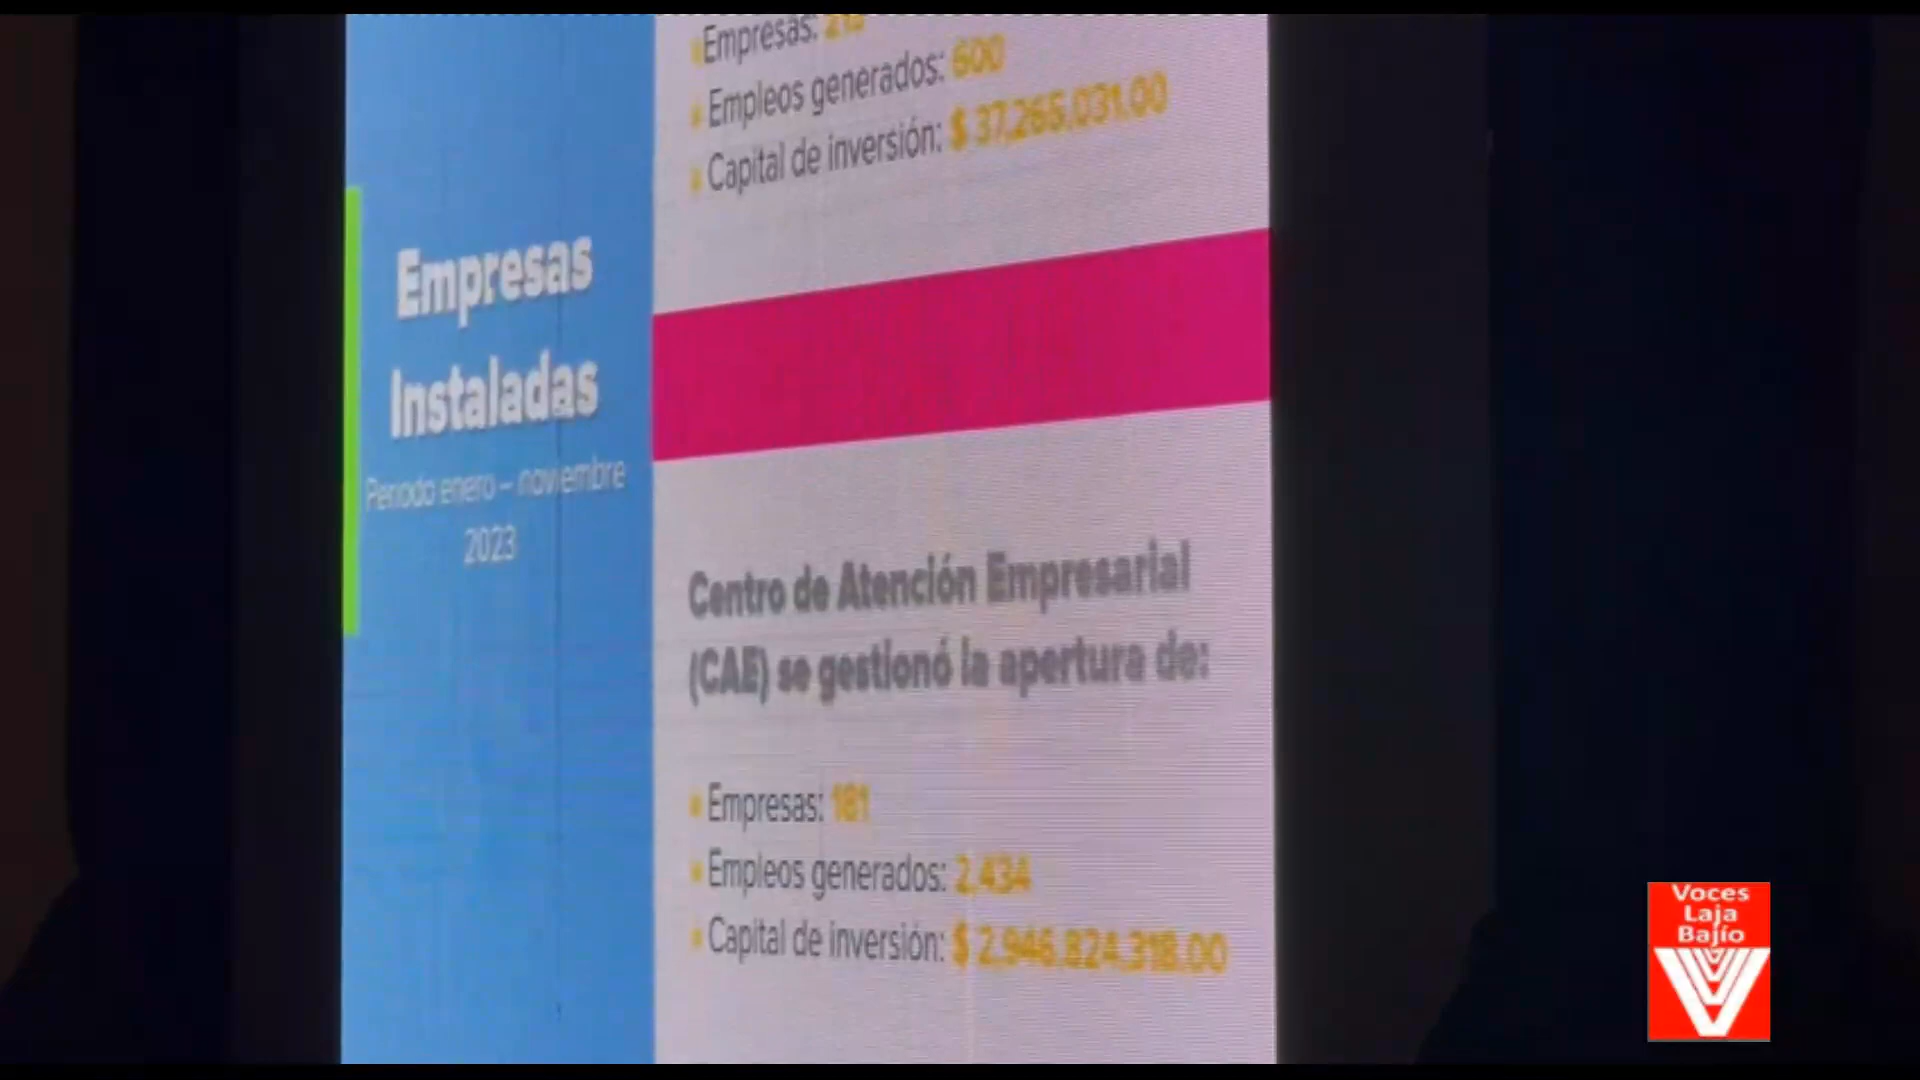 Empresas:
Empleos generados: 600
Capital de inversión: $ 37,265,031.00
Empresas
Instaladas
Periodo enero – noviembre
2023
Centro de Atención Empresarial
(CAE) se gestionó la apertura de:
Empresas: 181
Empleos generados: 2,434
Capital de inversión: $ 2,946,824,318.00
Voces
Laja
Bajío